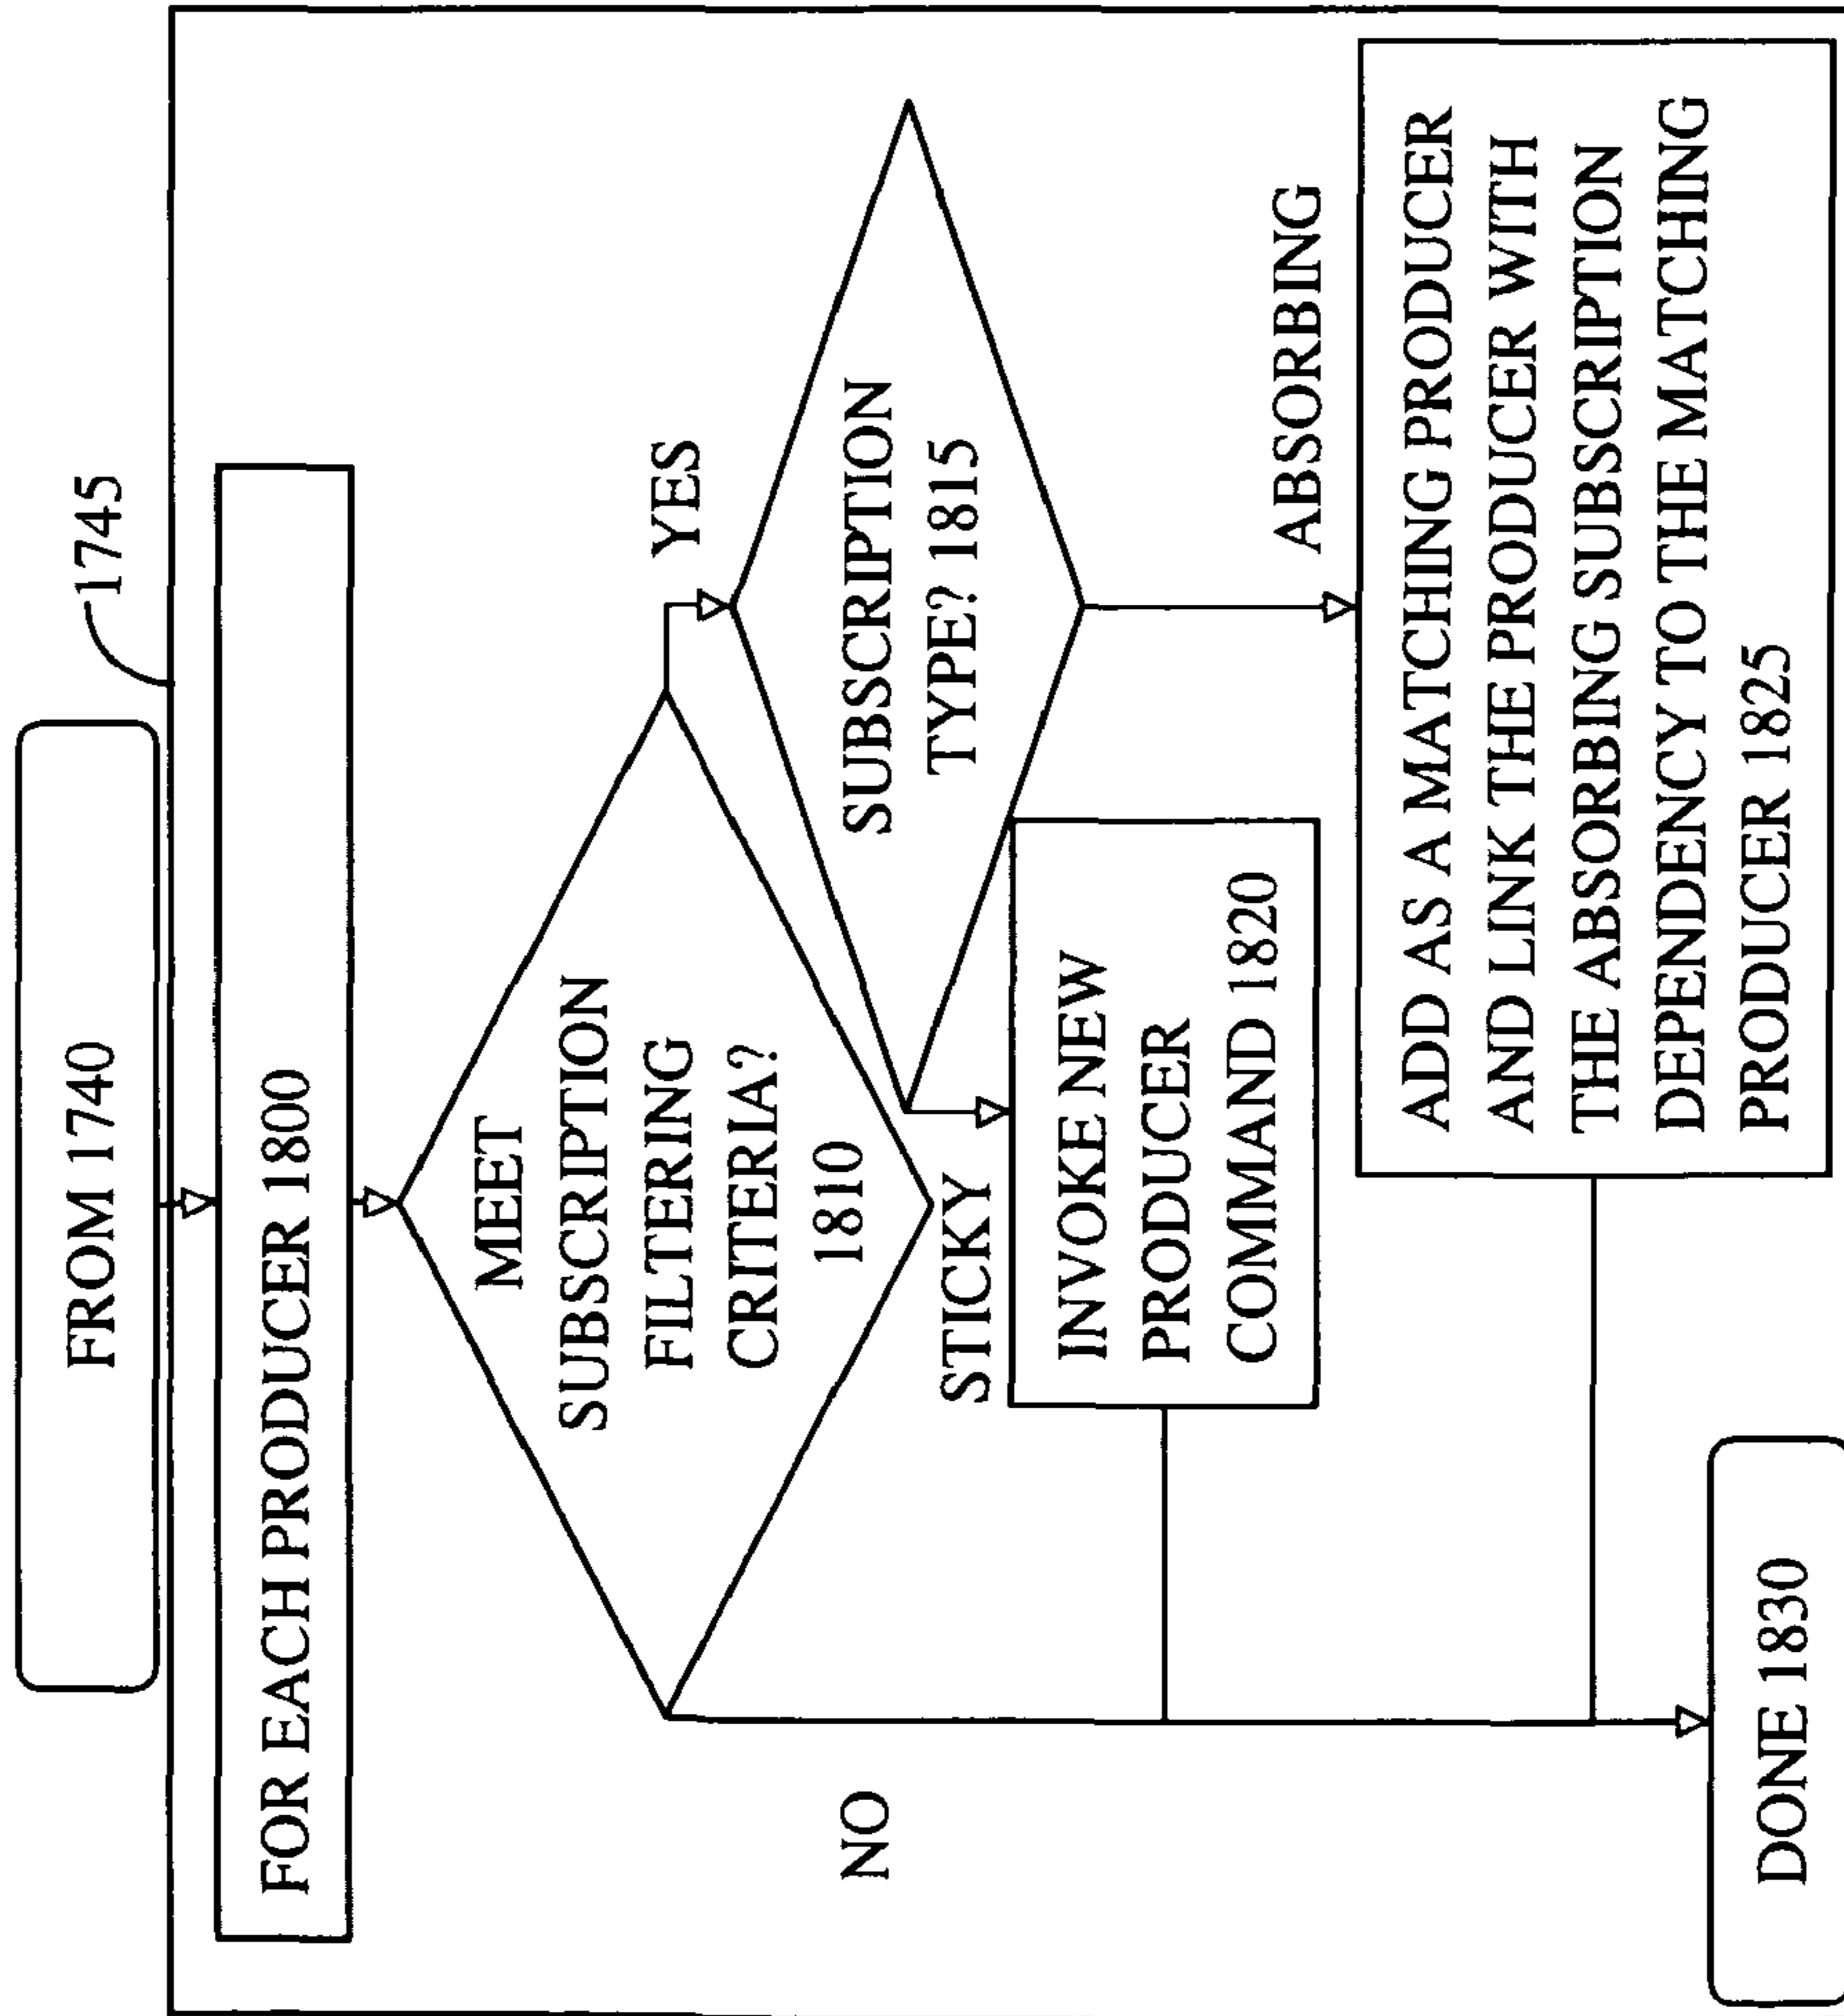 FROM 1740
1745
FOR EACH PRODUCER 1800
MEET
SUBSCRIPTION
FILTERING
CRITERIA?
1810
YES
NO
SUBSCRIPTION
TYPE? 1815
STICKY
INVOKE NEW
PRODUCER
COMMAND 1820
ABSORBING
ADD AS A MATCHING PRODUCER
AND LINK THE PRODUCER WITH
THE ABSORBING SUBSCRIPTION
DEPENDENCY TO THE MATCHING
PRODUCER 1825
DONE 1830